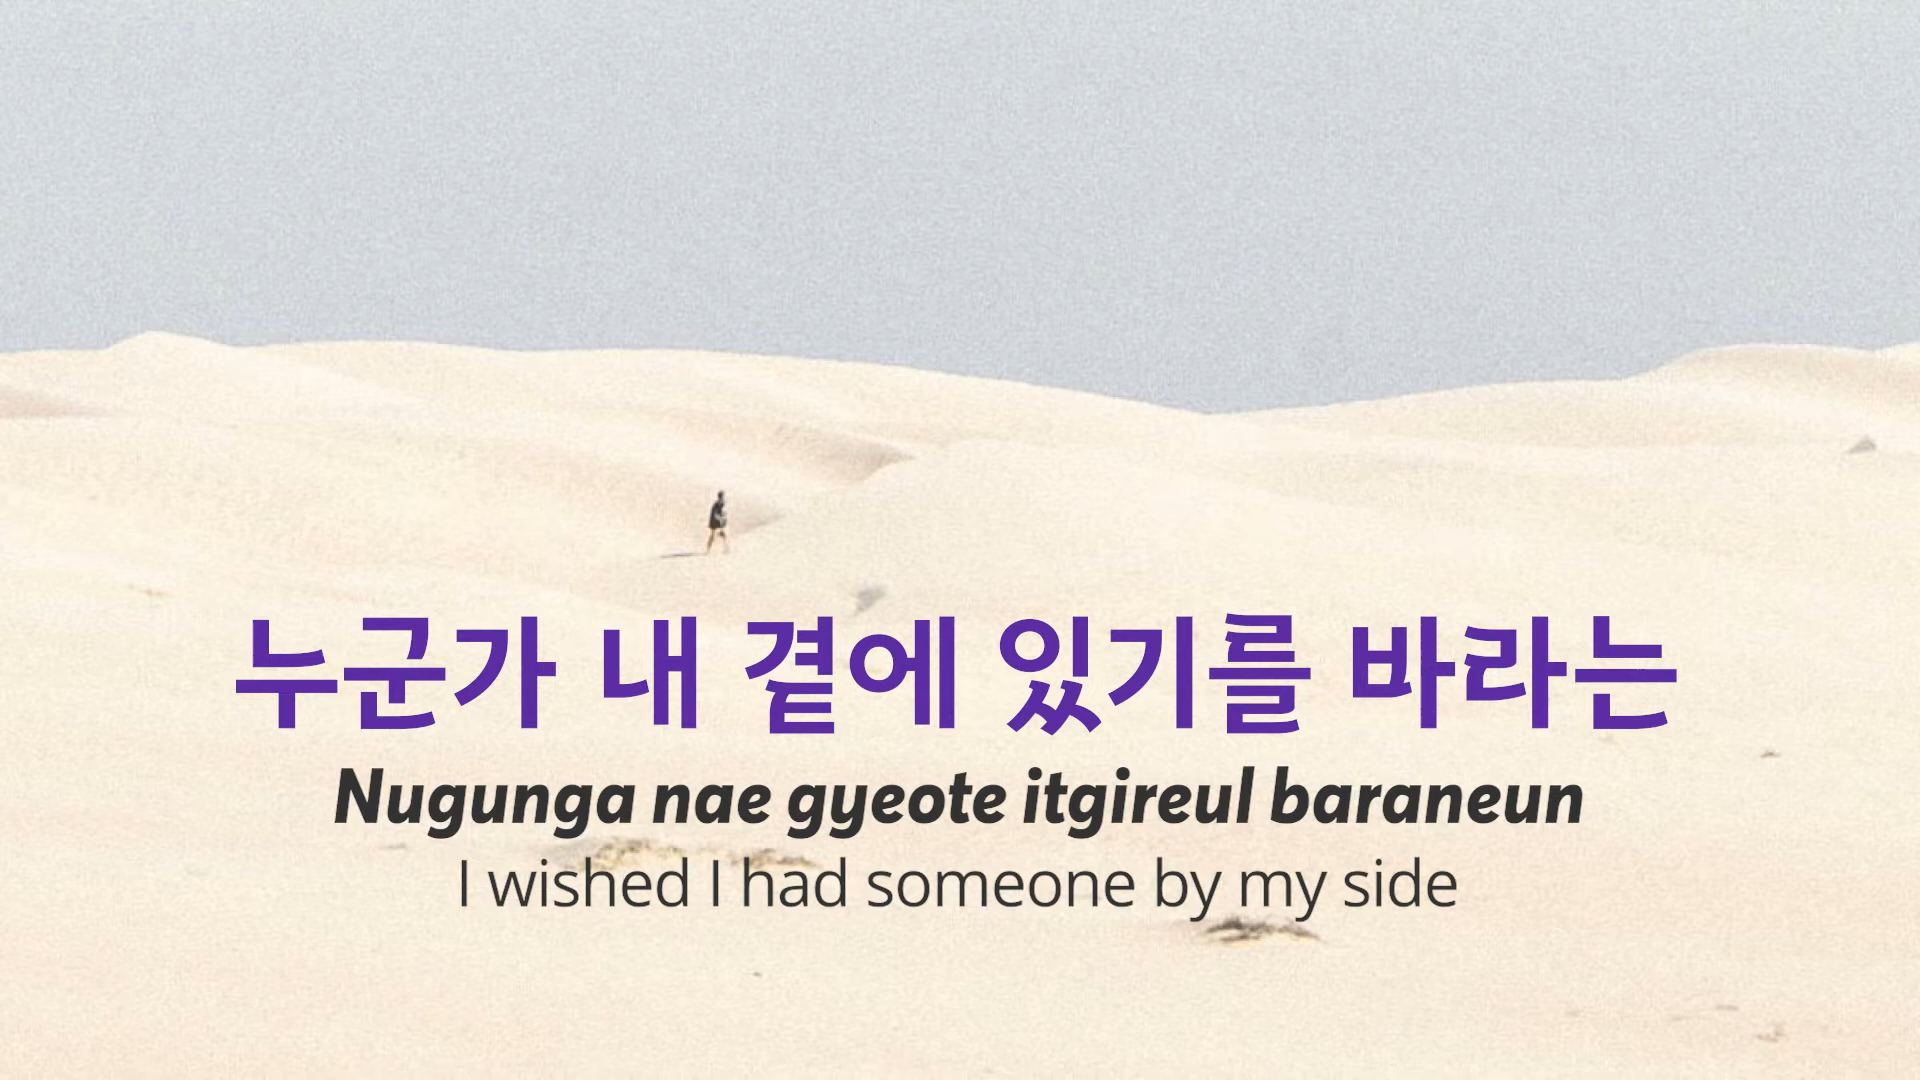 누군가 내 곁에 있기를 바라는
Nugunga nae gyeote itgireul baraneun
I wished I had someone by my side